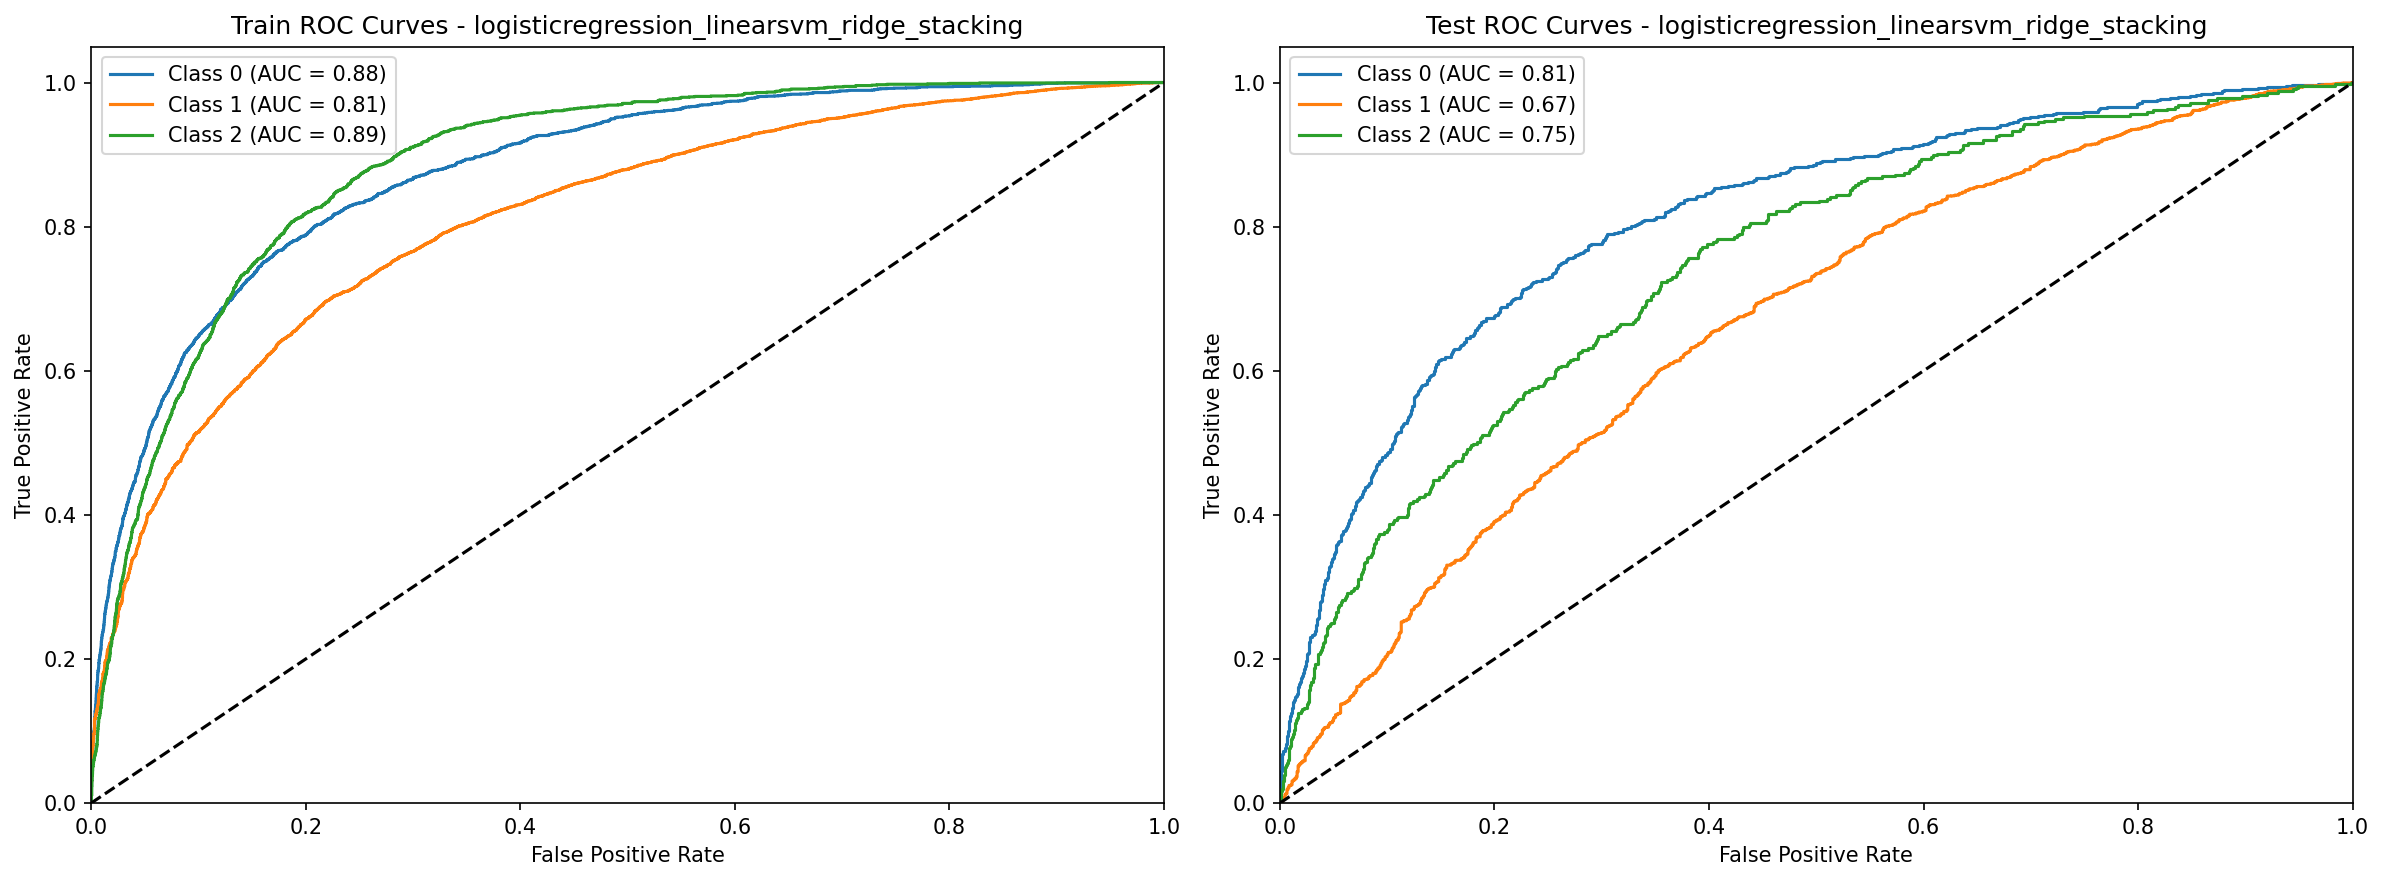 Train ROC Curves - logisticregression_linearsvm_ridge_stacking
Class 0 (AUC = 0.88)
Class 1 (AUC = 0.81)
Class 2 (AUC = 0.89)
1.0
0.8
0.6
0.4
0.2
0.0
True Positive Rate
0.0 0.2 0.4 0.6 0.8 1.0
False Positive Rate
Test ROC Curves - logisticregression_linearsvm_ridge_stacking
Class 0 (AUC = 0.81)
Class 1 (AUC = 0.67)
Class 2 (AUC = 0.75)
1.0
0.8
0.6
0.4
0.2
0.0
True Positive Rate
0.0 0.2 0.4 0.6 0.8 1.0
False Positive Rate